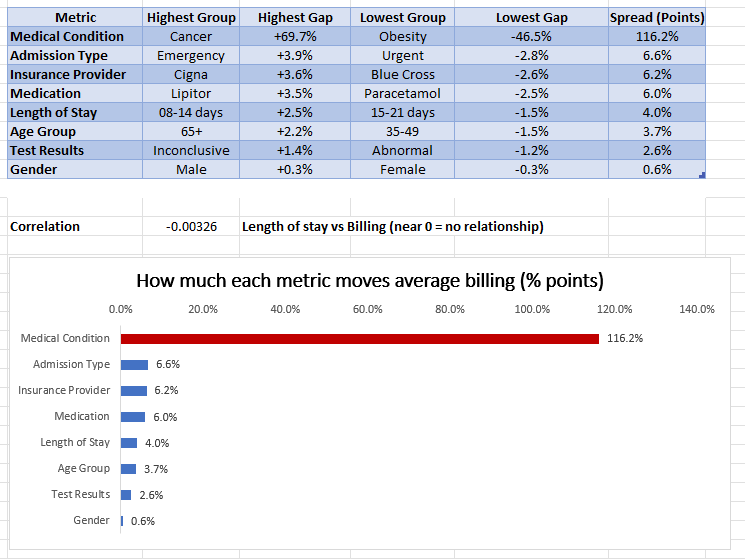 Metric Highest Group Highest Gap Lowest Group Lowest Gap Spread (Points)
Medical Condition Cancer +69.7% Obesity -46.5% 116.2%
Admission Type Emergency +3.9% Urgent -2.8% 6.6%
Insurance Provider Cigna +3.6% Blue Cross -2.6% 6.2%
Medication Lipitor +3.5% Paracetamol -2.5% 6.0%
Length of Stay 08-14 days +2.5% 15-21 days -1.5% 4.0%
Age Group 65+ +2.2% 35-49 -1.5% 3.7%
Test Results Inconclusive +1.4% Abnormal -1.2% 2.6%
Gender Male +0.3% Female -0.3% 0.6%
Correlation -0.00326 Length of stay vs Billing (near 0 = no relationship)
How much each metric moves average billing (% points)
0.0% 20.0% 40.0% 60.0% 80.0% 100.0% 120.0% 140.0%
Medical Condition 116.2%
Admission Type 6.6%
Insurance Provider 6.2%
Medication 6.0%
Length of Stay 4.0%
Age Group 3.7%
Test Results 2.6%
Gender 0.6%